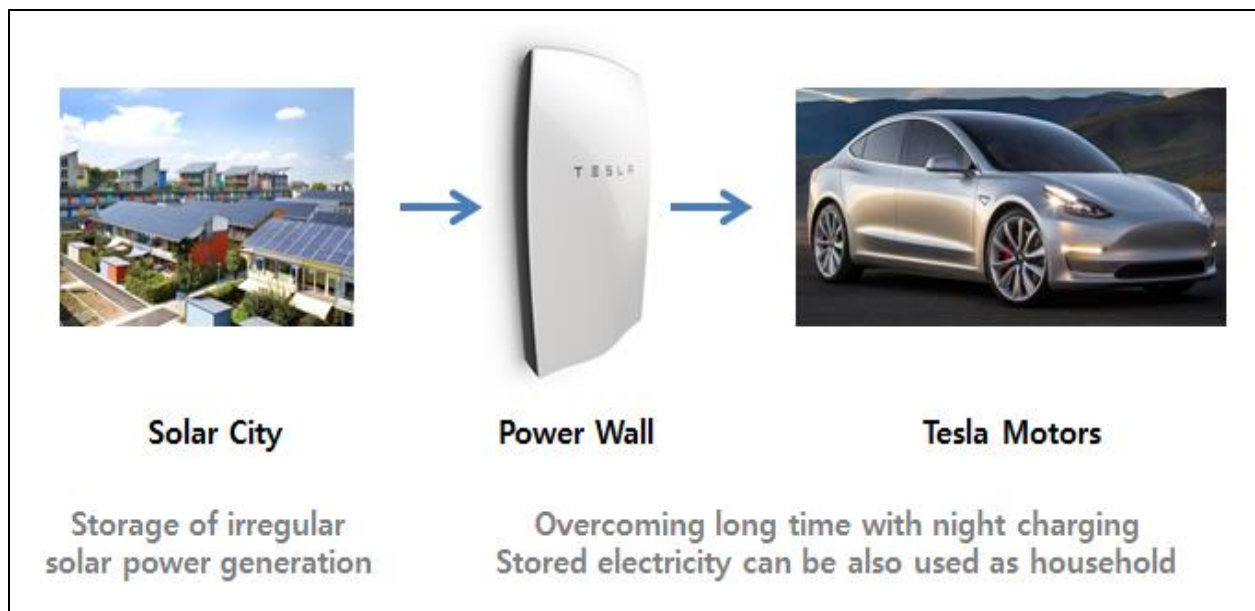 TESLA
Solar City
Power Wall
Tesla Motors
Storage of irregular
solar power generation
Overcoming long time with night charging
Stored electricity can be also used as household